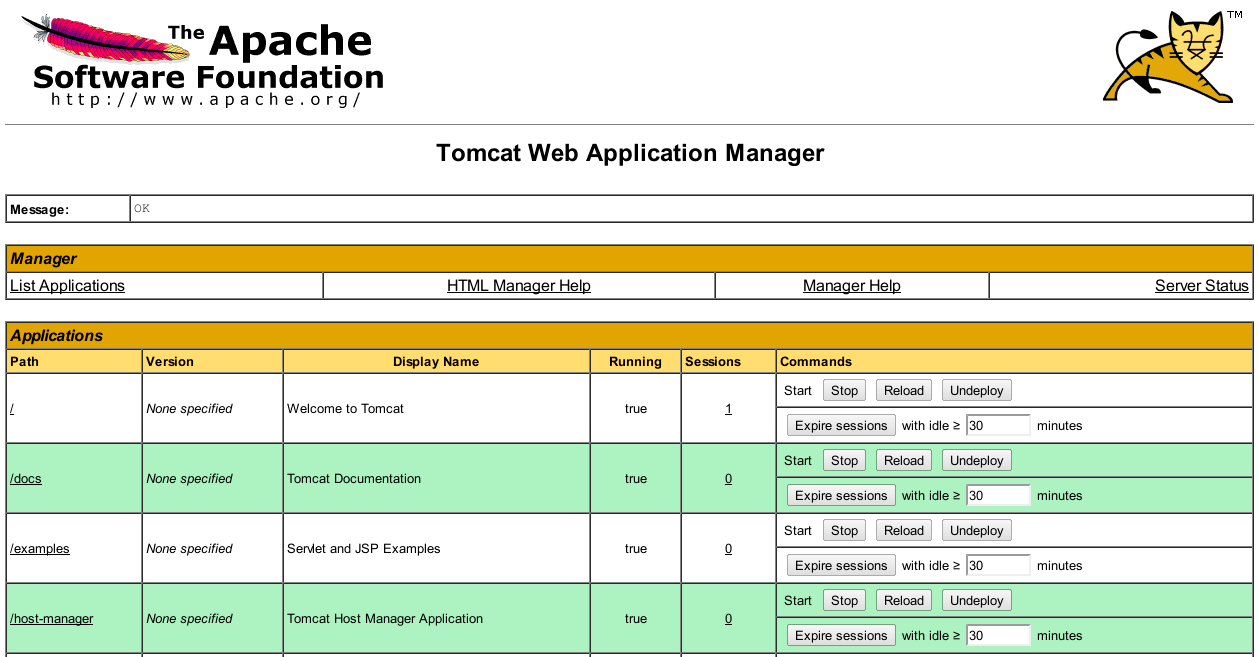 The Apache
Software Foundation
http://www.apache.org/
TM
Tomcat Web Application Manager
Message: OK
Manager
List Applications HTML Manager Help Manager Help Server Status
Applications
Path Version Display Name Running Sessions Commands
/ None specified Welcome to Tomcat true 1 Start Stop Reload Undeploy
Expire sessions with idle ≥ 30 minutes
/docs None specified Tomcat Documentation true 0 Start Stop Reload Undeploy
Expire sessions with idle ≥ 30 minutes
/examples None specified Servlet and JSP Examples true 0 Start Stop Reload Undeploy
Expire sessions with idle ≥ 30 minutes
/host-manager None specified Tomcat Host Manager Application true 0 Start Stop Reload Undeploy
Expire sessions with idle ≥ 30 minutes